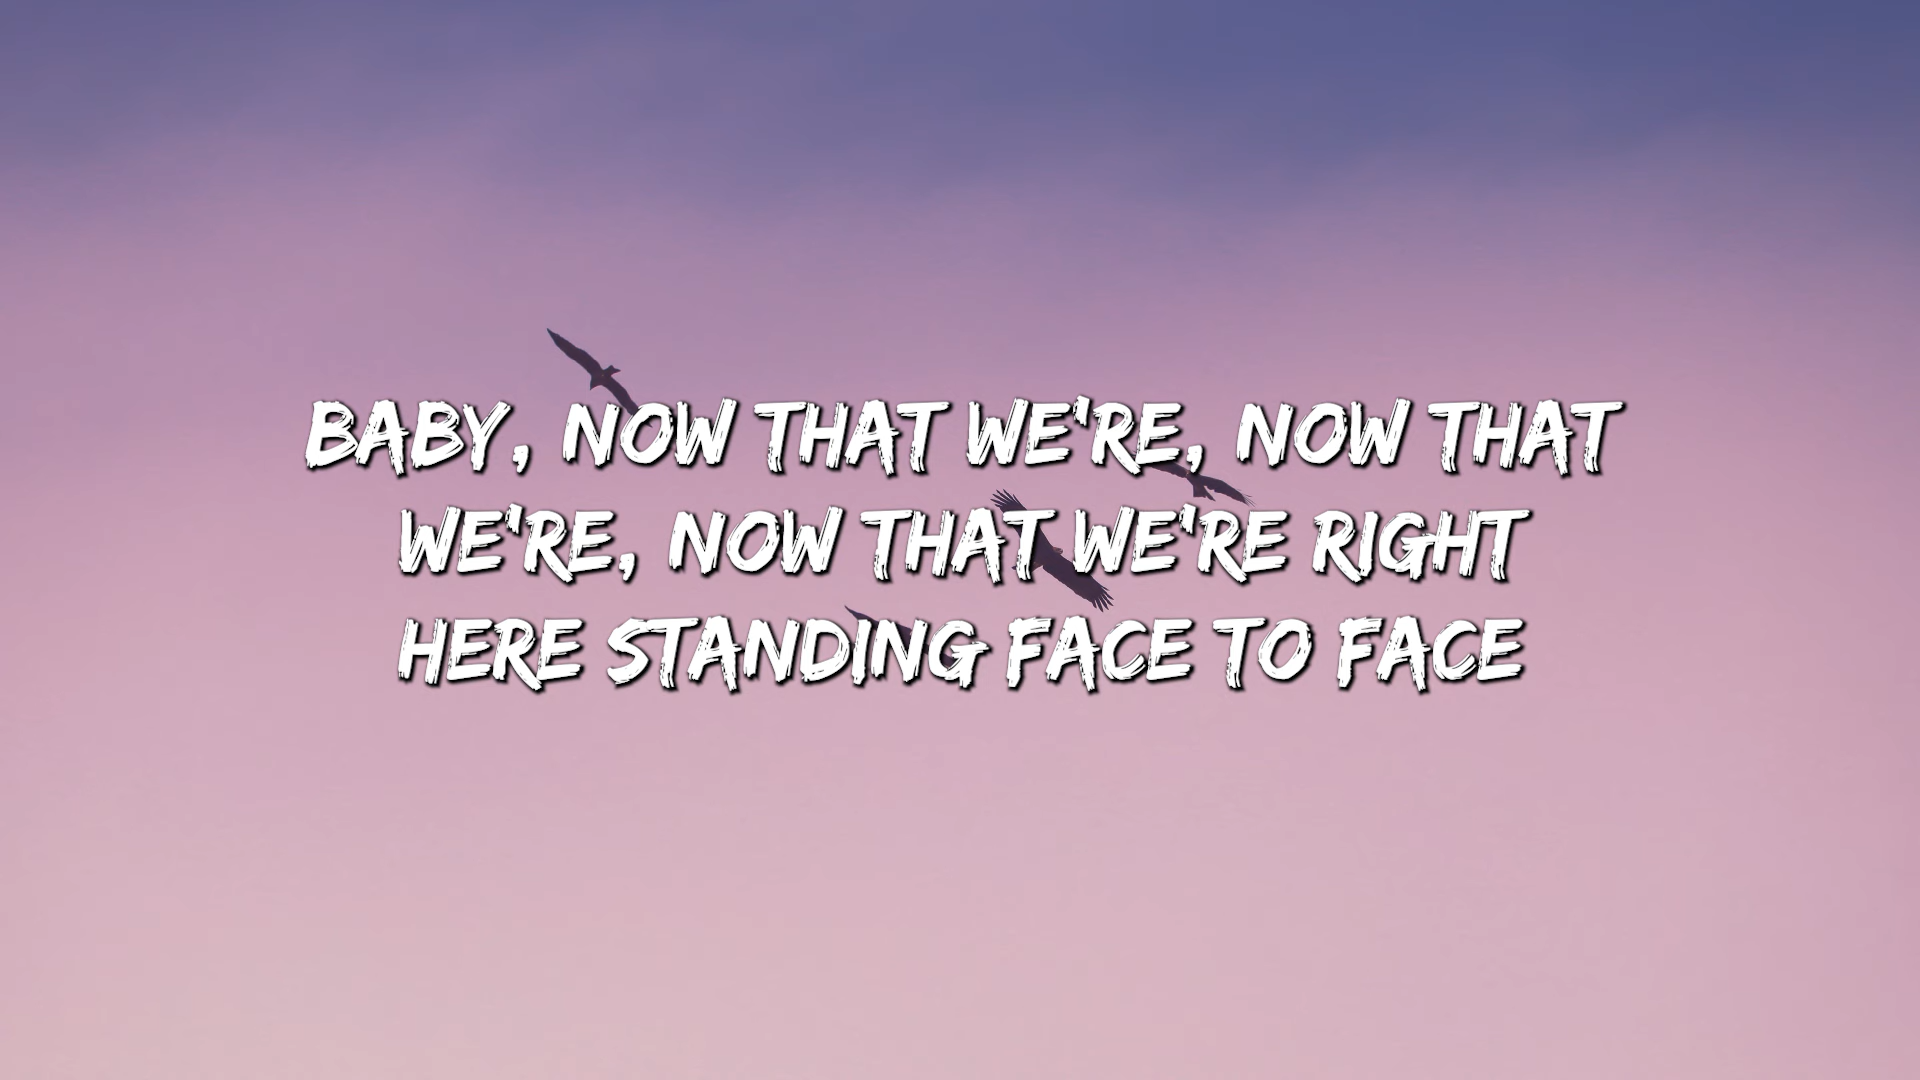 BABY, NOW THAT WE'RE, NOW THAT
WE'RE, NOW THAT WE'RE RIGHT
HERE STANDING FACE TO FACE